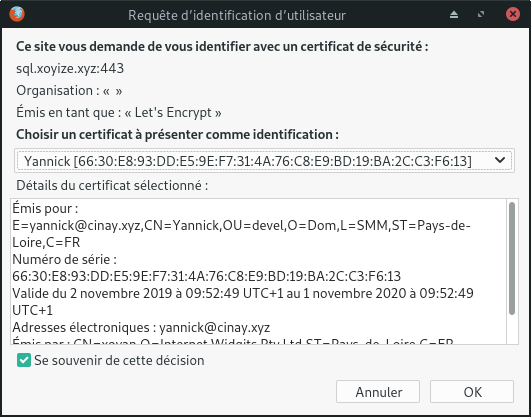 Requête d'identification d'utilisateur
Ce site vous demande de vous identifier avec un certificat de sécurité :
sql.xoyize.xyz:443
Organisation : « »
Émis en tant que : « Let's Encrypt »
Choisir un certificat à présenter comme identification :
Yannick [66:30:E8:93:DD:E5:9E:F7:31:4A:76:C8:E9:BD:19:BA:2C:C3:F6:13]
Détails du certificat sélectionné :
Émis pour :
E=yannick@cinay.xyz,CN=Yannick,OU=devel,O=Dom,L=SMM,ST=Pays-de-
Loire,C=FR
Numéro de série :
66:30:E8:93:DD:E5:9E:F7:31:4A:76:C8:E9:BD:19:BA:2C:C3:F6:13
Valide du 2 novembre 2019 à 09:52:49 UTC+1 au 1 novembre 2020 à 09:52:49
UTC+1
Adresses électroniques : yannick@cinay.xyz
Émis par : CN=xoyan,O=Internet Widgits Pty Ltd,ST=Pays-de-Loire,C=FR
Se souvenir de cette décision
Annuler
OK